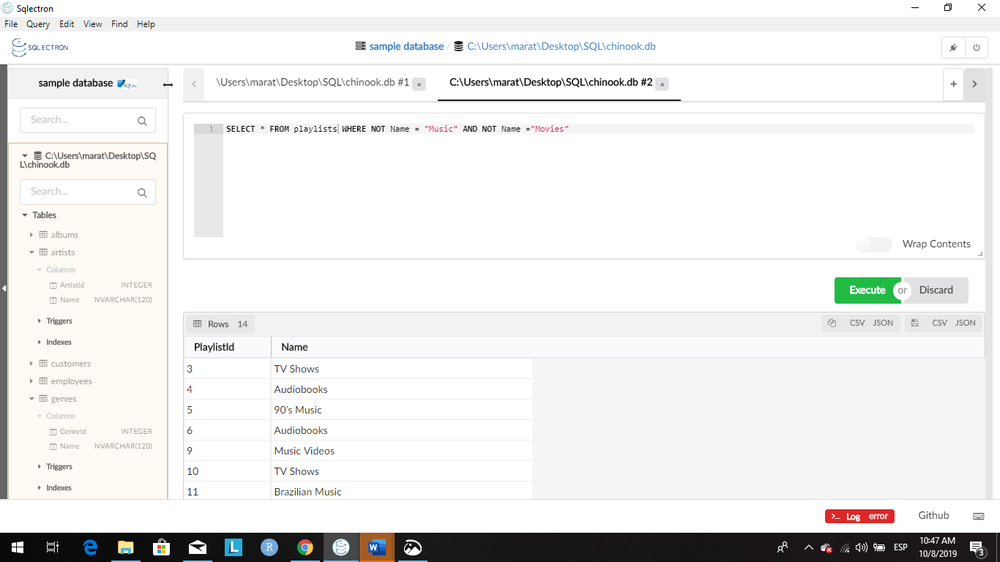 Sqlectron
File Query Edit View Find Help
SQLECTRON
sample database / C:\Users\marat\Desktop\SQL\chinook.db
sample database SQLite
\Users\marat\Desktop\SQL\chinook.db #1
C:\Users\marat\Desktop\SQL\chinook.db #2
Search...
1 SELECT * FROM playlists WHERE NOT Name = "Music" AND NOT Name ="Movies"
C:\Users\marat\Desktop\SQ
L\chinook.db
Search...
Tables
albums
artists
Columns
ArtistId INTEGER
Name NVARCHAR(120)
Triggers
Indexes
customers
employees
genres
Columns
GenreId INTEGER
Name NVARCHAR(120)
Triggers
Indexes
Wrap Contents
Execute or Discard
Rows 14
CSV JSON CSV JSON
PlaylistId Name
3 TV Shows
4 Audiobooks
5 90's Music
6 Audiobooks
9 Music Videos
10 TV Shows
11 Brazilian Music
Log error Github
ESP
10:47 AM
10/8/2019
3